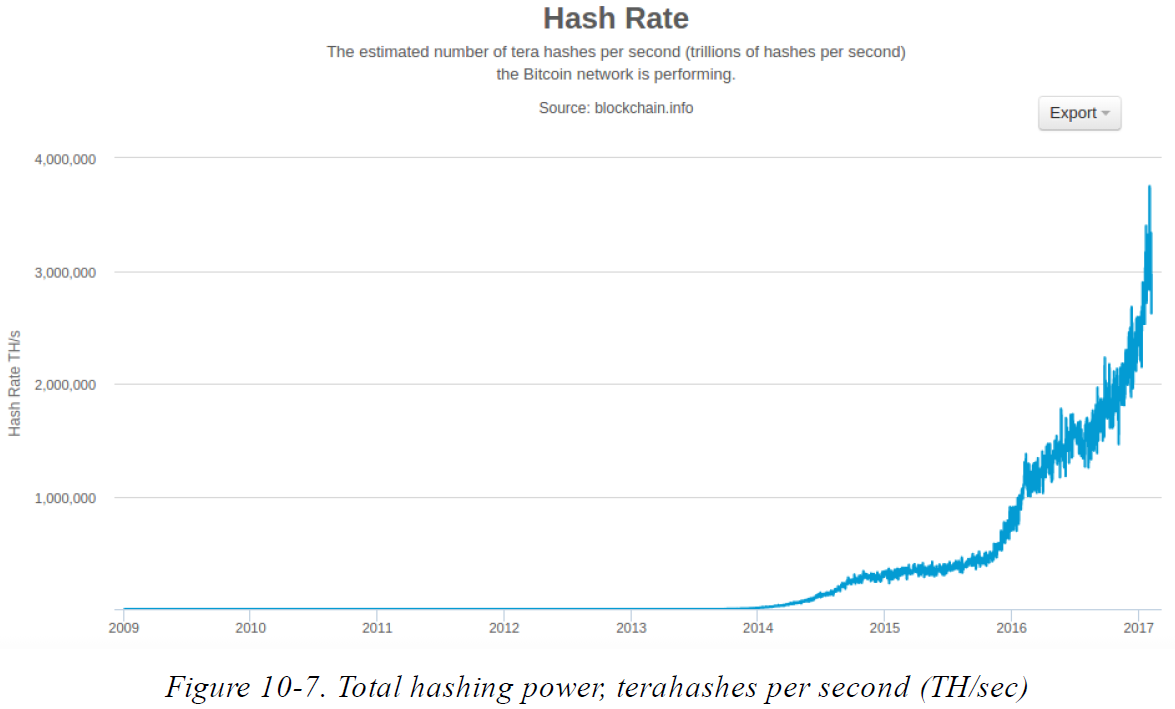 Hash Rate
The estimated number of tera hashes per second (trillions of hashes per second)
the Bitcoin network is performing.
Source: blockchain.info
Export
4,000,000
3,000,000
2,000,000
1,000,000
Hash Rate TH/s
2009 2010 2011 2012 2013 2014 2015 2016 2017
Figure 10-7. Total hashing power, terahashes per second (TH/sec)